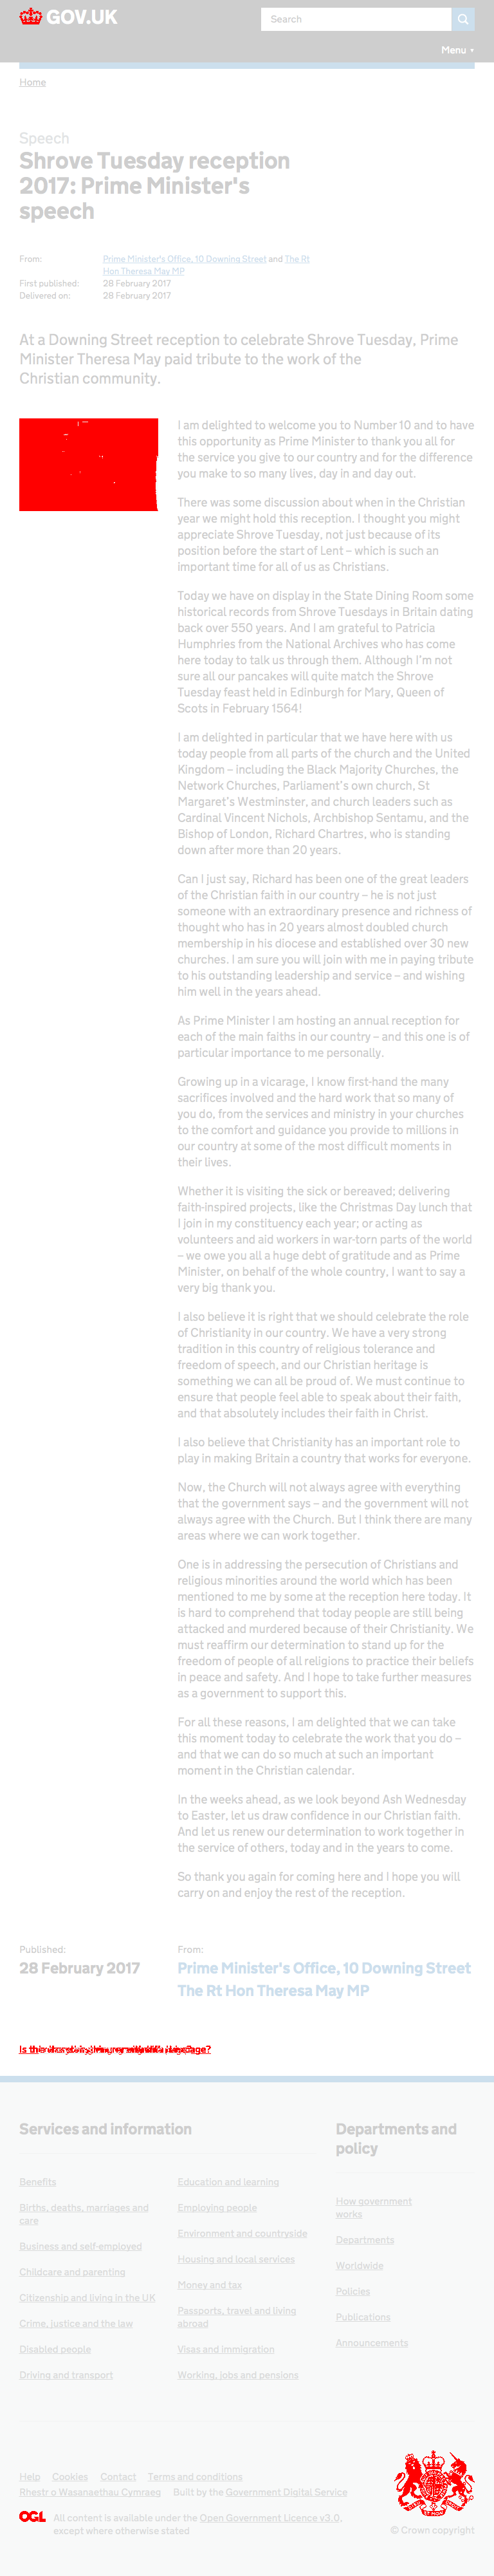 GOV.UK
Search
Menu
Home
Speech
Shrove Tuesday reception
2017: Prime Minister's
speech
From: Prime Minister's Office, 10 Downing Street and The Rt
Hon Theresa May MP
First published: 28 February 2017
Delivered on: 28 February 2017
At a Downing Street reception to celebrate Shrove Tuesday, Prime
Minister Theresa May paid tribute to the work of the
Christian community.
I am delighted to welcome you to Number 10 and to have
this opportunity as Prime Minister to thank you all for
the service you give to our country and for the difference
you make to so many lives, day in and day out.
There was some discussion about when in the Christian
year we might hold this reception. I thought you might
appreciate Shrove Tuesday, not just because of its
position before the start of Lent – which is such an
important time for all of us as Christians.
Today we have on display in the State Dining Room some
historical records from Shrove Tuesdays in Britain dating
back over 550 years. And I am grateful to Patricia
Humphries from the National Archives who has come
here today to talk us through them. Although I'm not
sure all our pancakes will quite match the Shrove
Tuesday feast held in Edinburgh for Mary, Queen of
Scots in February 1564!
I am delighted in particular that we have here with us
today people from all parts of the church and the United
Kingdom – including the Black Majority Churches, the
Network Churches, Parliament's own church, St
Margaret's Westminster, and church leaders such as
Cardinal Vincent Nichols, Archbishop Sentamu, and the
Bishop of London, Richard Chartres, who is standing
down after more than 20 years.
Can I just say, Richard has been one of the great leaders
of the Christian faith in our country – he is not just
someone with an extraordinary presence and richness of
thought who has in 20 years almost doubled church
membership in his diocese and established over 30 new
churches. I am sure you will join with me in paying tribute
to his outstanding leadership and service – and wishing
him well in the years ahead.
As Prime Minister I am hosting an annual reception for
each of the main faiths in our country – and this one is of
particular importance to me personally.
Growing up in a vicarage, I know first-hand the many
sacrifices involved and the hard work that so many of
you do, from the services and ministry in your churches
to the comfort and guidance you provide to millions in
our country at some of the most difficult moments in
their lives.
Whether it is visiting the sick or bereaved; delivering
faith-inspired projects, like the Christmas Day lunch that
I join in my constituency each year; or acting as
volunteers and aid workers in war-torn parts of the world
– we owe you all a huge debt of gratitude and as Prime
Minister, on behalf of the whole country, I want to say a
very big thank you.
I also believe it is right that we should celebrate the role
of Christianity in our country. We have a very strong
tradition in this country of religious tolerance and
freedom of speech, and our Christian heritage is
something we can all be proud of. We must continue to
ensure that people feel able to speak about their faith,
and that absolutely includes their faith in Christ.
I also believe that Christianity has an important role to
play in making Britain a country that works for everyone.
Now, the Church will not always agree with everything
that the government says – and the government will not
always agree with the Church. But I think there are many
areas where we can work together.
One is in addressing the persecution of Christians and
religious minorities around the world which has been
mentioned to me by some at the reception here today. It
is hard to comprehend that today people are still being
attacked and murdered because of their Christianity. We
must reaffirm our determination to stand up for the
freedom of people of all religions to practice their beliefs
in peace and safety. And I hope to take further measures
as a government to support this.
For all these reasons, I am delighted that we can take
this moment today to celebrate the work that you do –
and that we can do so much at such an important
moment in the Christian calendar.
In the weeks ahead, as we look beyond Ash Wednesday
to Easter, let us draw confidence in our Christian faith.
And let us renew our determination to work together in
the service of others, today and in the years to come.
So thank you again for coming here and I hope you will
carry on and enjoy the rest of the reception.
Published: From:
28 February 2017 Prime Minister's Office, 10 Downing Street
The Rt Hon Theresa May MP
Services and information
Benefits
Births, deaths, marriages and
care
Business and self-employed
Childcare and parenting
Citizenship and living in the UK
Crime, justice and the law
Disabled people
Driving and transport
Education and learning
Employing people
Environment and countryside
Housing and local services
Money and tax
Passports, travel and living
abroad
Visas and immigration
Working, jobs and pensions
Departments and
policy
How government
works
Departments
Worldwide
Policies
Publications
Announcements
Help Cookies Contact Terms and conditions
Rhestr o Wasanaethau Cymraeg Built by the Government Digital Service
OGL All content is available under the Open Government Licence v3.0,
except where otherwise stated
© Crown copyright